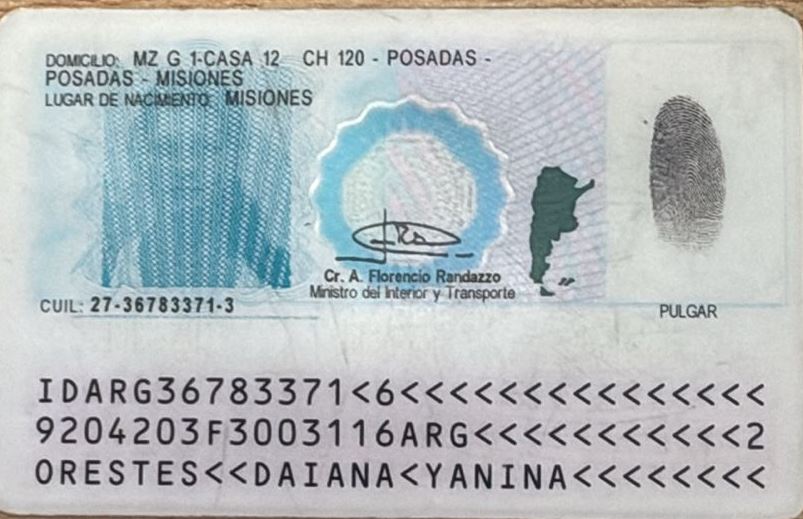 DOMICILIO: MZ G 1-CASA 12 CH 120 - POSADAS -
POSADAS - MISIONES
LUGAR DE NACIMIENTO: MISIONES
Cr. A. Florencio Randazzo
Ministro del Interior y Transporte
CUIL: 27-36783371-3
PULGAR
IDARG36783371<6<<<<<<<<<<<<<<<
9204203F3003116ARG<<<<<<<<<<<2
ORESTES<<DAIANA<YANINA<<<<<<<<